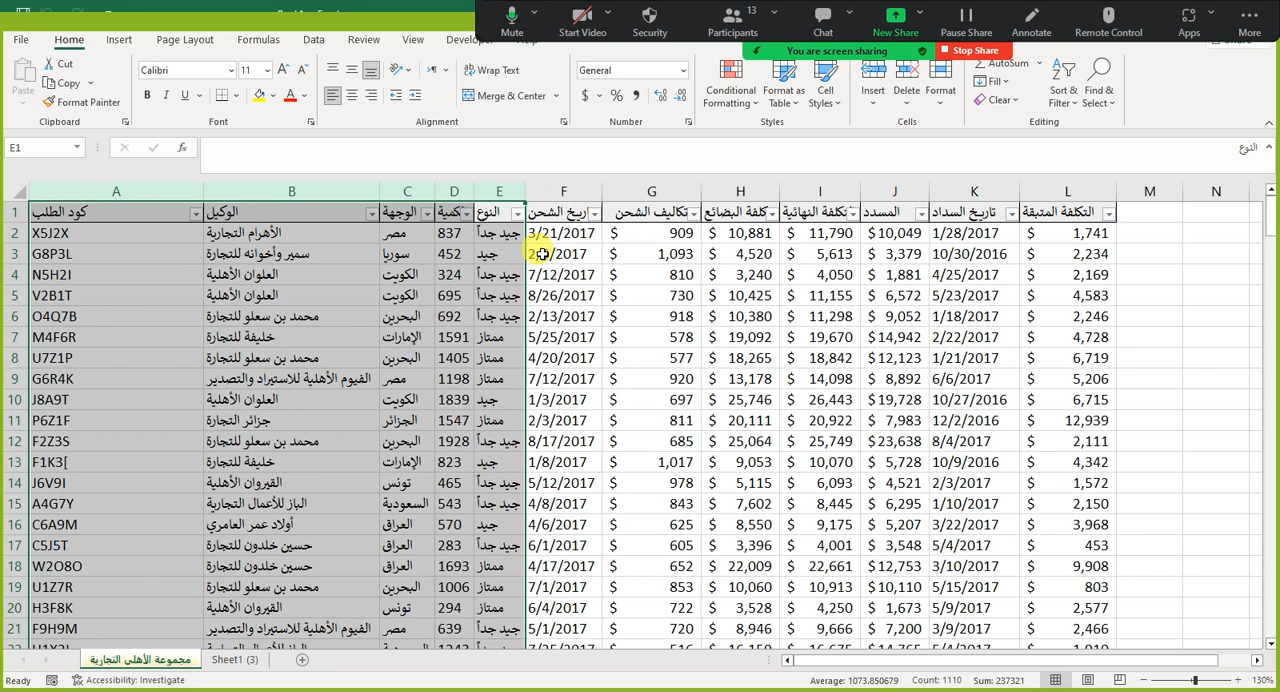 13
Mute Start Video Security Participants Chat New Share Pause Share Annotate Remote Control Apps More
You are screen sharing Stop Share
File Home Insert Page Layout Formulas Data Review View
Cut
Copy
Format Painter
Paste
Clipboard
Calibri 11
B I U
Font
Wrap Text
Merge & Center
Alignment
General
$ % 9
Number
Conditional Formatting
Format as Table
Cell Styles
Styles
Insert Delete Format
Cells
AutoSum
Fill
Clear
Sort & Filter
Find & Select
Editing
E1 fx النوع
A B C D E F G H I J K L M N
1 كود الطلب الوكيل الوجهة النوع التكلفة المتبقة تاريخ السداد المسدد
2 X5J2X الأهرام التجارية مصر 837 جيد جداً 3/21/2017 $ 909 $ 10,881 $ 11,790 $ 10,049 1/28/2017 $ 1,741
3 G8P3L سمير وأخوانه للتجارة سوريا 452 جيد $ 1,093 $ 4,520 $ 5,613 $ 3,379 10/30/2016 $ 2,234
4 N5H2I العلوان الأهلية الكويت 324 جيد جداً 7/12/2017 $ 810 $ 3,240 $ 4,050 $ 1,881 4/25/2017 $ 2,169
5 V2B1T العلوان الأهلية الكويت 695 جيد جداً 8/26/2017 $ 730 $ 10,425 $ 11,155 $ 6,572 5/23/2017 $ 4,583
6 O4Q7B محمد بن سعلو للتجارة البحرين 692 جيد جداً 2/13/2017 $ 918 $ 10,380 $ 11,298 $ 9,052 1/18/2017 $ 2,246
7 M4F6R خليفة للتجارة الإمارات 1591 ممتاز 5/25/2017 $ 578 $ 19,092 $ 19,670 $ 14,942 2/22/2017 $ 4,728
8 U7Z1P محمد بن سعلو للتجارة البحرين 1405 ممتاز 4/20/2017 $ 577 $ 18,265 $ 18,842 $ 12,123 1/21/2017 $ 6,719
9 G6R4K الفيوم الأهلية للاستيراد والتصدير مصر 1198 ممتاز 7/12/2017 $ 920 $ 13,178 $ 14,098 $ 8,892 6/6/2017 $ 5,206
10 J8A9T العلوان الأهلية الكويت 1839 جيد 1/3/2017 $ 697 $ 25,746 $ 26,443 $ 19,728 10/27/2016 $ 6,715
11 P6Z1F جزائر التجارة الجزائر 1547 ممتاز 2/3/2017 $ 811 $ 20,111 $ 20,922 $ 7,983 12/2/2016 $ 12,939
12 F2Z3S محمد بن سعلو للتجارة البحرين 1928 جيد جداً 8/17/2017 $ 685 $ 25,064 $ 25,749 $ 23,638 8/4/2017 $ 2,111
13 F1K3[ خليفة للتجارة الإمارات 823 جيد 1/8/2017 $ 1,017 $ 9,053 $ 10,070 $ 5,728 10/9/2016 $ 4,342
14 J6V9I القيروان الأهلية تونس 465 جيد جداً 5/12/2017 $ 978 $ 5,115 $ 6,093 $ 4,521 2/3/2017 $ 1,572
15 A4G7Y الباز للأعمال التجارية السعودية 543 جيد جداً 4/8/2017 $ 843 $ 7,602 $ 8,445 $ 6,295 1/10/2017 $ 2,150
16 C6A9M أولاد عمر العامري العراق 570 جيد 4/6/2017 $ 625 $ 8,550 $ 9,175 $ 5,207 3/22/2017 $ 3,968
17 C5J5T حسين خلدون للتجارة العراق 283 جيد جداً 6/1/2017 $ 605 $ 3,396 $ 4,001 $ 3,548 5/4/2017 $ 453
18 W2O8O حسين خلدون للتجارة العراق 1693 ممتاز 4/17/2017 $ 652 $ 22,009 $ 22,661 $ 12,753 3/10/2017 $ 9,908
19 U1Z7R محمد بن سعلو للتجارة البحرين 1006 ممتاز 7/1/2017 $ 853 $ 10,060 $ 10,913 $ 10,110 5/15/2017 $ 803
20 H3F8K القيروان الأهلية تونس 294 ممتاز 6/4/2017 $ 722 $ 3,528 $ 4,250 $ 1,673 5/9/2017 $ 2,577
21 F9H9M الفيوم الأهلية للاستيراد والتصدير مصر 639 جيد جداً 5/1/2017 $ 720 $ 8,946 $ 9,666 $ 7,200 3/9/2017 $ 2,466
مجموعة الأهلي التجارية Sheet1 (3)
Ready Accessibility: Investigate Average: 1073.850679 Count: 1110 Sum: 237321 130%